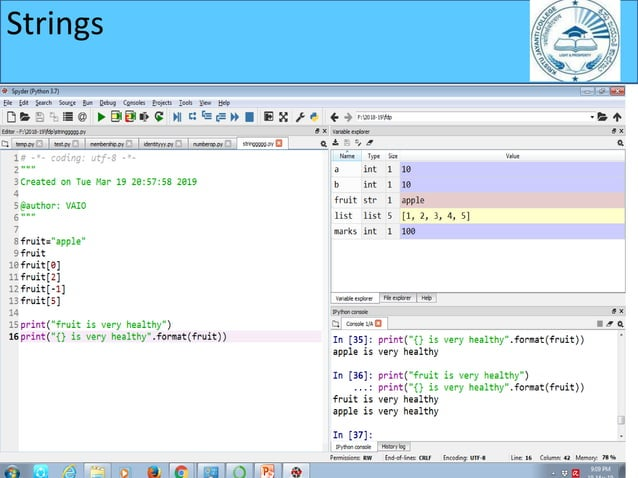 Strings
KRISTU JAYANTI COLLEGE
LIGHT & PROSPERITY
Spyder (Python 3.7)
File Edit Search Source Run Debug Consoles Projects Tools View Help
F:\2018-19\fdp
Editor - F:\2018-19\fdp\stringgggg.py
temp.py test.py membership.py identityyy.py numberop.py stringgggg.py
1 # -*- coding: utf-8 -*-
2 """
3 Created on Tue Mar 19 20:57:58 2019
4
5 @author: VAIO
6 """
7
8 fruit="apple"
9 fruit
10 fruit[0]
11 fruit[2]
12 fruit[-1]
13 fruit[5]
14
15 print("fruit is very healthy")
16 print("{} is very healthy".format(fruit))
Variable explorer
Name Type Size Value
a int 1 10
b int 1 10
fruit str 1 apple
list list 5 [1, 2, 3, 4, 5]
marks int 1 100
Variable explorer File explorer Help
IPython console
Console 1/A
In [35]: print("{} is very healthy".format(fruit))
apple is very healthy
In [36]: print("fruit is very healthy")
...: print("{} is very healthy".format(fruit))
fruit is very healthy
apple is very healthy
In [37]:
IPython console History log
Permissions: RW End-of-lines: CRLF Encoding: UTF-8 Line: 16 Column: 42 Memory: 78 %
9:09 PM